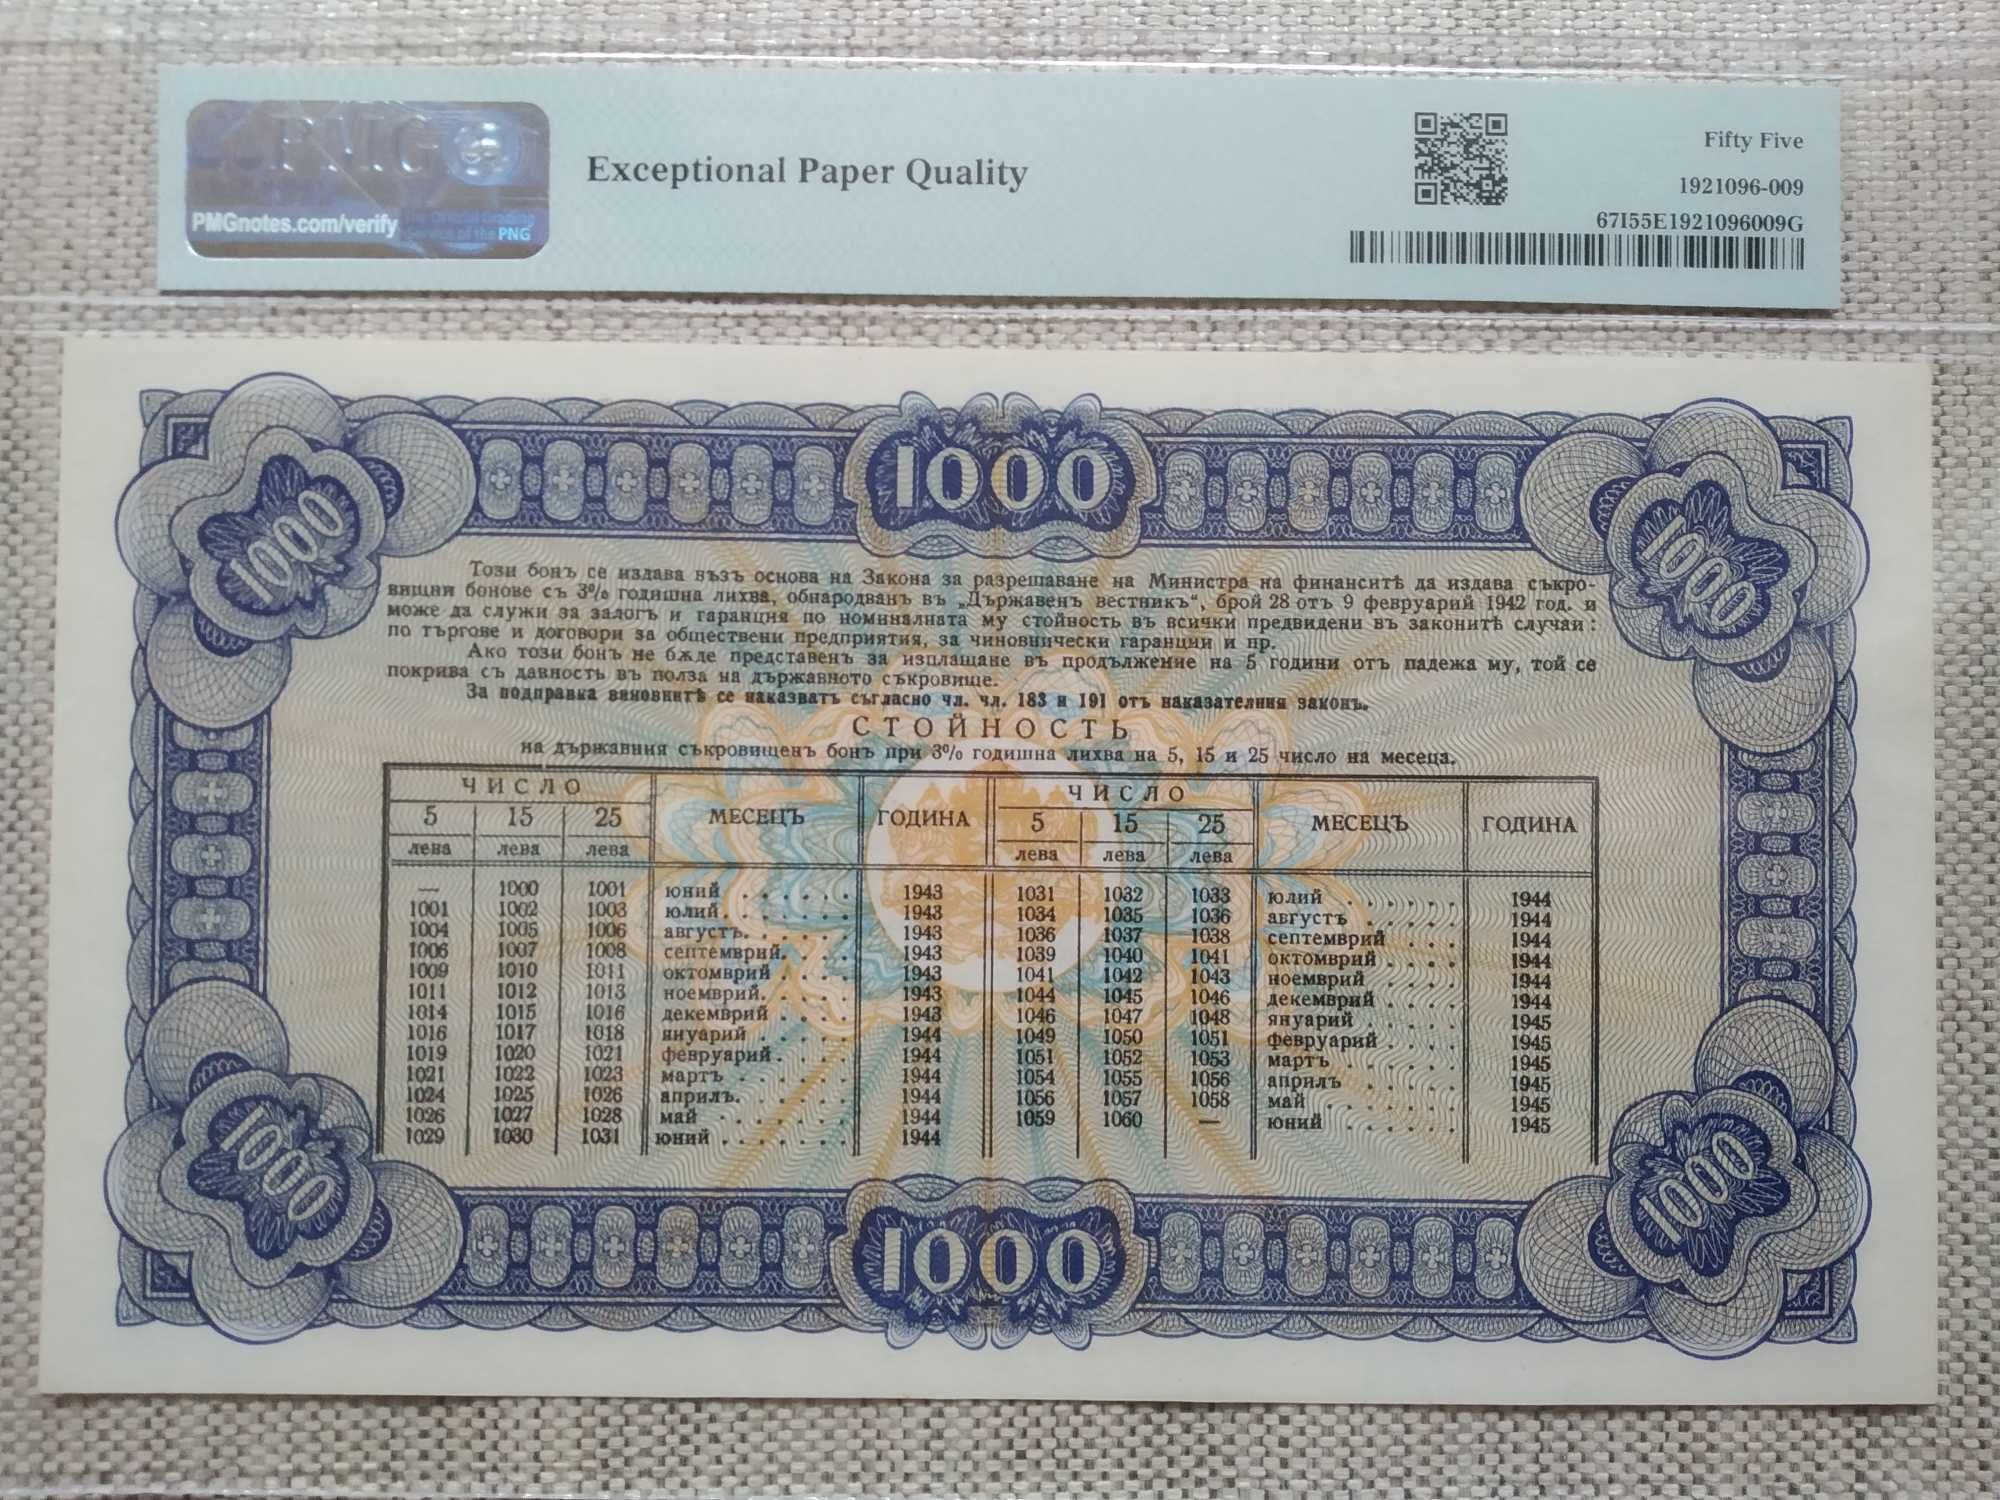 PMG
PMGnotes.com/verify
The Official Grading
Service of the PNG
Exceptional Paper Quality
Fifty Five
1921096-009
67I55E1921096009G
1000
1000
1000
Този бонъ се издава възъ основа на Закона за разрешаване на Министра на финанситѣ да издава съкро-
вищни бонове съ 3% годишна лихва, обнародванъ въ „Държавенъ вестникъ“, брой 28 отъ 9 февруарий 1942 год. и
може да служи за залогъ и гаранция по номиналната му стойность въ всички предвидени въ законитѣ случаи:
по търгове и договори за обществени предприятия, за чиновнически гаранции и пр.
Ако този бонъ не бѫде представенъ за изплащане въ продължение на 5 години отъ падежа му, той се
покрива съ давность въ полза на държавното съкровище.
За подправка виновнитѣ се наказватъ съгласно чл. чл. 183 и 191 отъ наказателния законъ.
СТОЙНОСТЬ
на държавния съкровищенъ бонъ при 3% годишна лихва на 5, 15 и 25 число на месеца.
ЧИСЛО МЕСЕЦЪ ГОДИНА ЧИСЛО МЕСЕЦЪ ГОДИНА
5 15 25 5 15 25
лева лева лева лева лева лева
— 1000 1001 юний . . . . . 1943 1031 1032 1033 юлий . . . . . . 1944
1001 1002 1003 юлий. . . . . . . 1943 1034 1035 1036 августъ . . . . . 1944
1004 1005 1006 августъ. . . . . . 1943 1036 1037 1038 септемврий . . . 1944
1006 1007 1008 септемврий. . . . 1943 1039 1040 1041 октомврий . . . . 1944
1009 1010 1011 октомврий . . . . 1943 1041 1042 1043 ноемврий . . . . 1944
1011 1012 1013 ноемврий. . . . . 1943 1044 1045 1046 декемврий . . . . 1944
1014 1015 1016 декемврий . . . . 1943 1046 1047 1048 януарий . . . . . 1945
1016 1017 1018 януарий . . . . . 1944 1049 1050 1051 февруарий . . . . 1945
1019 1020 1021 февруарий. . . . 1944 1051 1052 1053 мартъ . . . . . . 1945
1021 1022 1023 мартъ . . . . . . 1944 1054 1055 1056 априлъ . . . . . 1945
1024 1025 1026 априлъ. . . . . . 1944 1056 1057 1058 май . . . . . . . 1945
1026 1027 1028 май . . . . . . . 1944 1059 1060 — юний . . . . . . 1945
1029 1030 1031 юний . . . . . . . 1944
1000
1000
1000